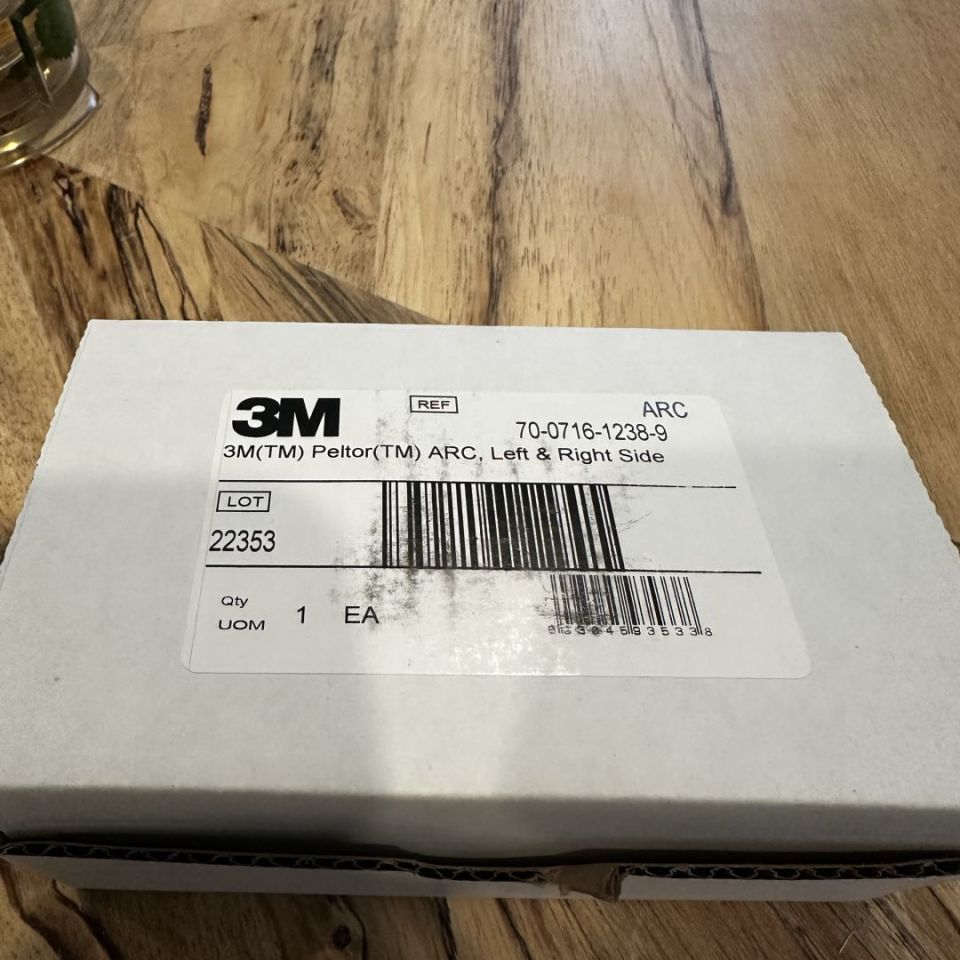 3M
REF
ARC
70-0716-1238-9
3M(TM) Peltor(TM) ARC, Left & Right Side
LOT
22353
Qty
UOM
1 EA